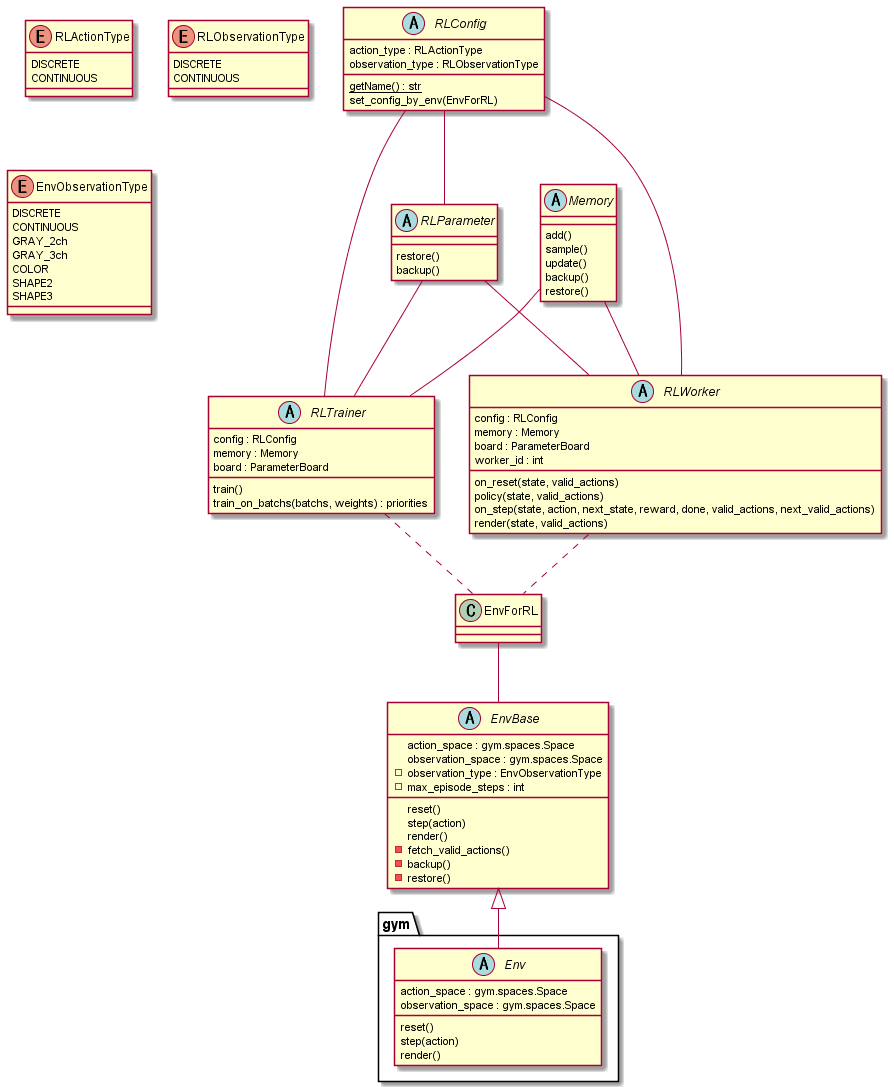 E RLActionType
DISCRETE
CONTINUOUS
E RLObservationType
DISCRETE
CONTINUOUS
A RLConfig
action_type : RLActionType
observation_type : RLObservationType
getName() : str
set_config_by_env(EnvForRL)
E EnvObservationType
DISCRETE
CONTINUOUS
GRAY_2ch
GRAY_3ch
COLOR
SHAPE2
SHAPE3
A RLParameter
restore()
backup()
A Memory
add()
sample()
update()
backup()
restore()
A RLTrainer
config : RLConfig
memory : Memory
board : ParameterBoard
train()
train_on_batchs(batchs, weights) : priorities
A RLWorker
config : RLConfig
memory : Memory
board : ParameterBoard
worker_id : int
on_reset(state, valid_actions)
policy(state, valid_actions)
on_step(state, action, next_state, reward, done, valid_actions, next_valid_actions)
render(state, valid_actions)
C EnvForRL
A EnvBase
action_space : gym.spaces.Space
observation_space : gym.spaces.Space
observation_type : EnvObservationType
max_episode_steps : int
reset()
step(action)
render()
fetch_valid_actions()
backup()
restore()
gym
A Env
action_space : gym.spaces.Space
observation_space : gym.spaces.Space
reset()
step(action)
render()